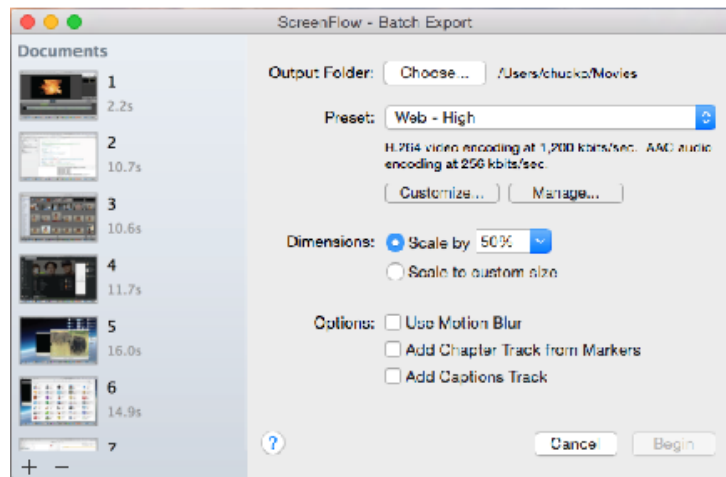 ScreenFlow - Batch Export
Documents
1
2.2s
2
10.7s
3
10.6s
4
11.7s
5
16.0s
6
14.9s
7
Output Folder: Choose... /Users/chuckp/Movies
Preset: Web - High
H.264 video encoding at 1,200 kbits/sec. AAC audio
encoding at 256 kbits/sec.
Customize... Manage...
Dimensions: Scale by 50%
Scale to custom size
Options: Use Motion Blur
Add Chapter Track from Markers
Add Captions Track
? Cancel Begin
+ −